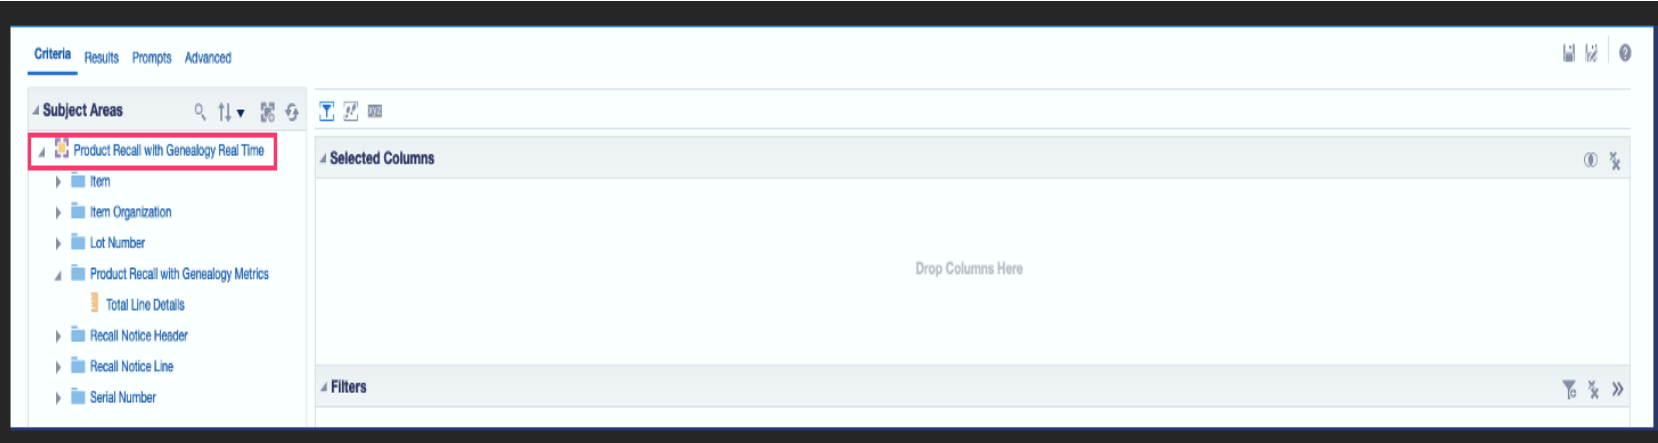 Criteria Results Prompts Advanced
Subject Areas
Product Recall with Genealogy Real Time
Item
Item Organization
Lot Number
Product Recall with Genealogy Metrics
Total Line Details
Recall Notice Header
Recall Notice Line
Serial Number
Selected Columns
Drop Columns Here
Filters